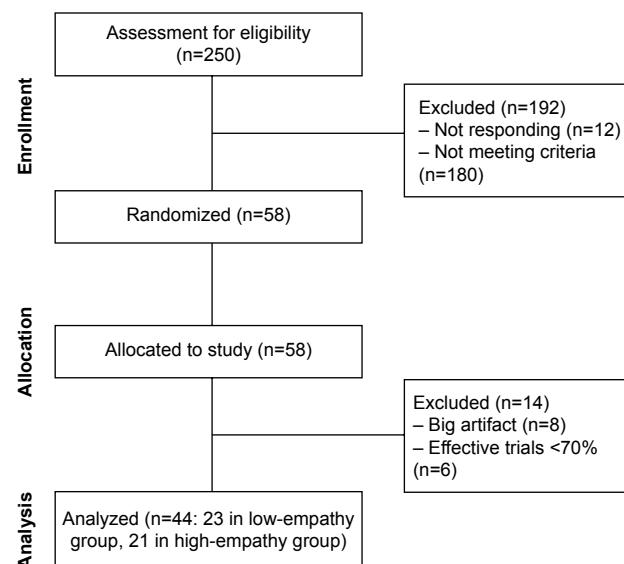 Enrollment
Assessment for eligibility
(n=250)
Excluded (n=192)
– Not responding (n=12)
– Not meeting criteria
(n=180)
Randomized (n=58)
Allocation
Allocated to study (n=58)
Excluded (n=14)
– Big artifact (n=8)
– Effective trials <70%
(n=6)
Analysis
Analyzed (n=44: 23 in low-empathy
group, 21 in high-empathy group)